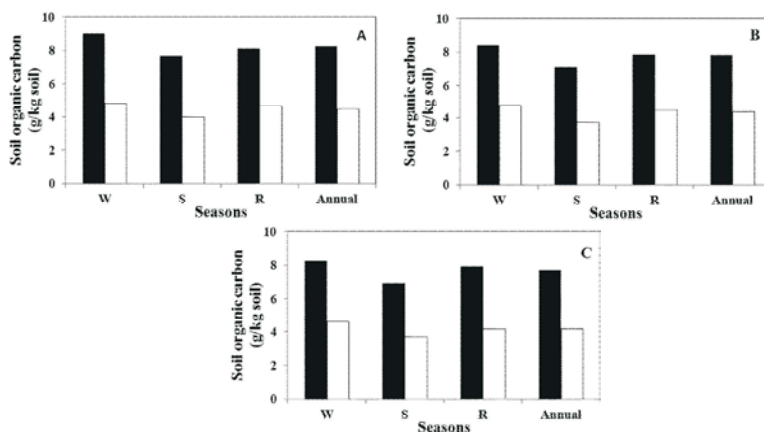 A
Soil organic carbon
(g/kg soil)
10
8
6
4
2
0
W S R Annual
Seasons
B
Soil organic carbon
(g/kg soil)
10
8
6
4
2
0
W S R Annual
Seasons
C
Soil organic carbon
(g/kg soil)
10
8
6
4
2
0
W S R Annual
Seasons